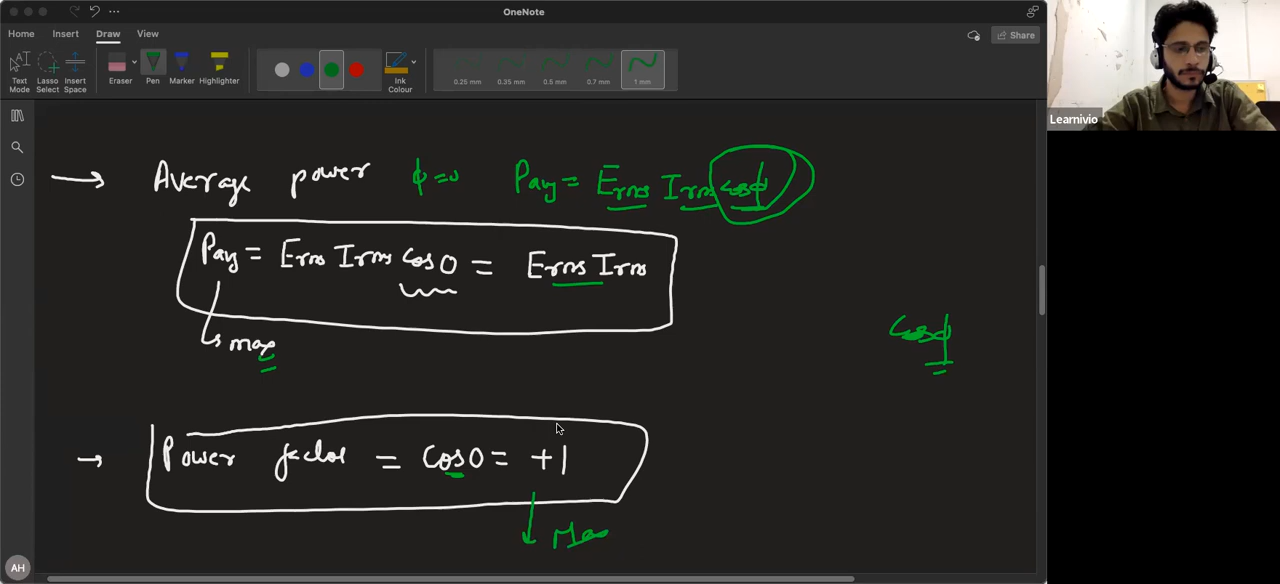 OneNote
Home Insert Draw View
Share
Text Mode
Lasso Select
Insert Space
Eraser
Pen
Marker
Highlighter
Ink Colour
0.25 mm
0.35 mm
0.5 mm
0.7 mm
1 mm
Learnivio
→ Average power ϕ=0 Pavg = Erms Irms cosϕ
Pavg = Erms Irms cos0 = Erms Irms
↳ max
cosϕ
→ Power factor = cos0 = +1
↓ Max
AH